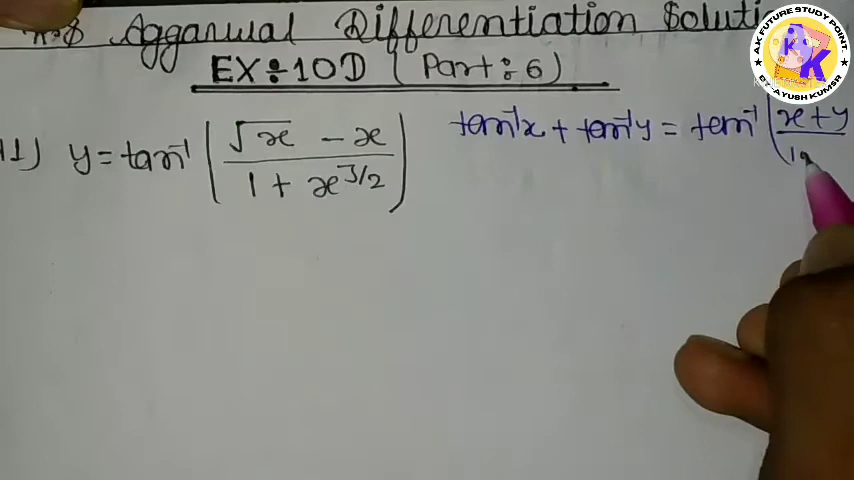 Aggarwal Differentiation Soluti
EX:10D (Part:6)
11) y = tan⁻¹ (√x - x / 1 + x^3/2)
tan⁻¹x + tan⁻¹y = tan⁻¹ (x + y / 1
A.K FUTURE STUDY POINT.
K K
BY-AYUSH KUMAR